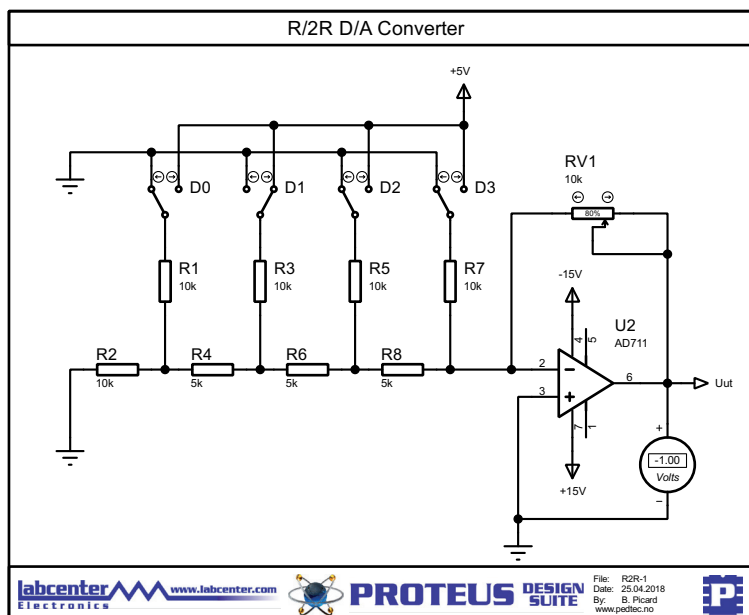 R/2R D/A Converter
+5V
D0
D1
D2
D3
RV1
10k
80%
R1
10k
R3
10k
R5
10k
R7
10k
-15V
U2
AD711
4
5
R2
10k
R4
5k
R6
5k
R8
5k
2
3
6
7
1
Uut
+15V
+
-1.00
Volts
labcenter
Electronics
www.labcenter.com
PROTEUS DESIGN SUITE
File: R2R-1
Date: 25.04.2018
By: B. Picard
www.pedtec.no